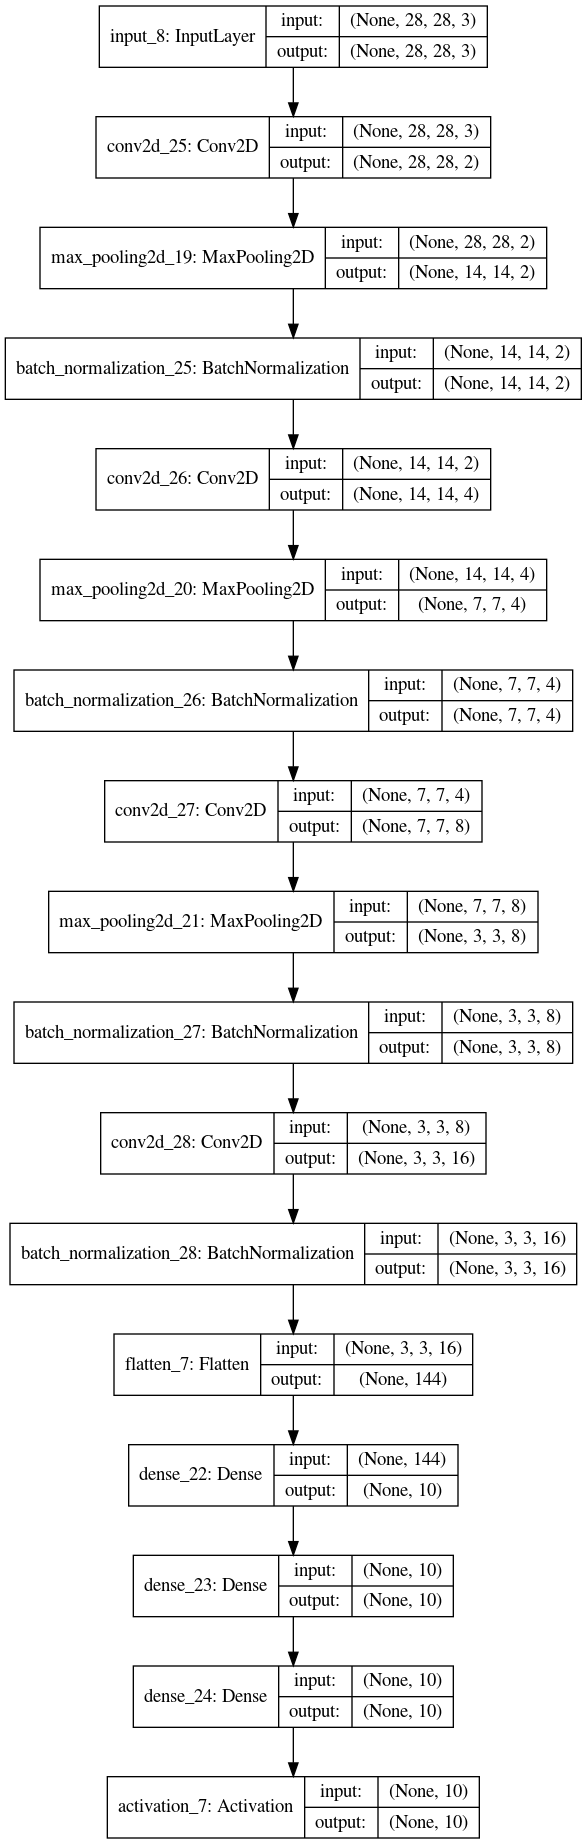 input_8: InputLayer
input: (None, 28, 28, 3)
output: (None, 28, 28, 3)
conv2d_25: Conv2D
input: (None, 28, 28, 3)
output: (None, 28, 28, 2)
max_pooling2d_19: MaxPooling2D
input: (None, 28, 28, 2)
output: (None, 14, 14, 2)
batch_normalization_25: BatchNormalization
input: (None, 14, 14, 2)
output: (None, 14, 14, 2)
conv2d_26: Conv2D
input: (None, 14, 14, 2)
output: (None, 14, 14, 4)
max_pooling2d_20: MaxPooling2D
input: (None, 14, 14, 4)
output: (None, 7, 7, 4)
batch_normalization_26: BatchNormalization
input: (None, 7, 7, 4)
output: (None, 7, 7, 4)
conv2d_27: Conv2D
input: (None, 7, 7, 4)
output: (None, 7, 7, 8)
max_pooling2d_21: MaxPooling2D
input: (None, 7, 7, 8)
output: (None, 3, 3, 8)
batch_normalization_27: BatchNormalization
input: (None, 3, 3, 8)
output: (None, 3, 3, 8)
conv2d_28: Conv2D
input: (None, 3, 3, 8)
output: (None, 3, 3, 16)
batch_normalization_28: BatchNormalization
input: (None, 3, 3, 16)
output: (None, 3, 3, 16)
flatten_7: Flatten
input: (None, 3, 3, 16)
output: (None, 144)
dense_22: Dense
input: (None, 144)
output: (None, 10)
dense_23: Dense
input: (None, 10)
output: (None, 10)
dense_24: Dense
input: (None, 10)
output: (None, 10)
activation_7: Activation
input: (None, 10)
output: (None, 10)